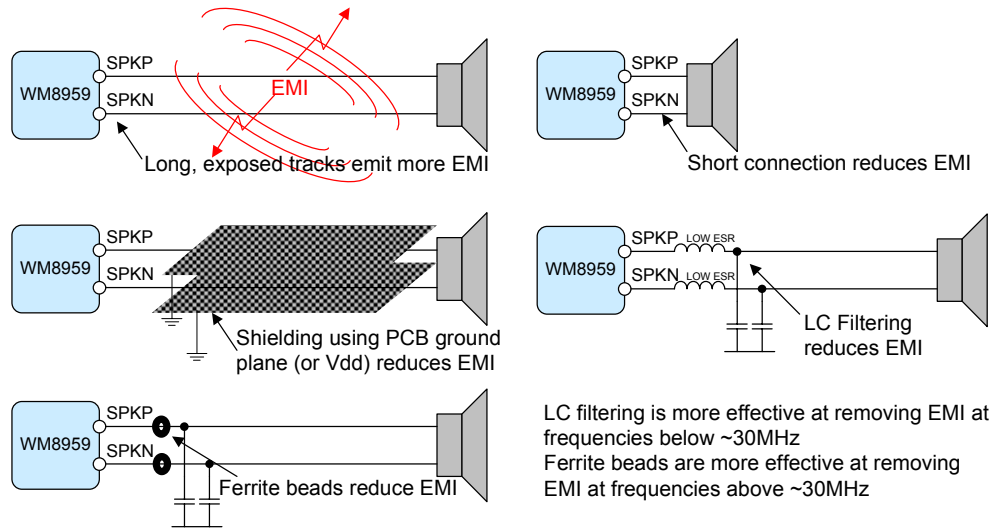 WM8959
SPKP
SPKN
EMI
Long, exposed tracks emit more EMI
WM8959
SPKP
SPKN
Short connection reduces EMI
WM8959
SPKP
SPKN
Shielding using PCB ground
plane (or Vdd) reduces EMI
WM8959
SPKP
LOW ESR
SPKN
LOW ESR
LC Filtering
reduces EMI
WM8959
SPKP
SPKN
Ferrite beads reduce EMI
LC filtering is more effective at removing EMI at
frequencies below ~30MHz
Ferrite beads are more effective at removing
EMI at frequencies above ~30MHz